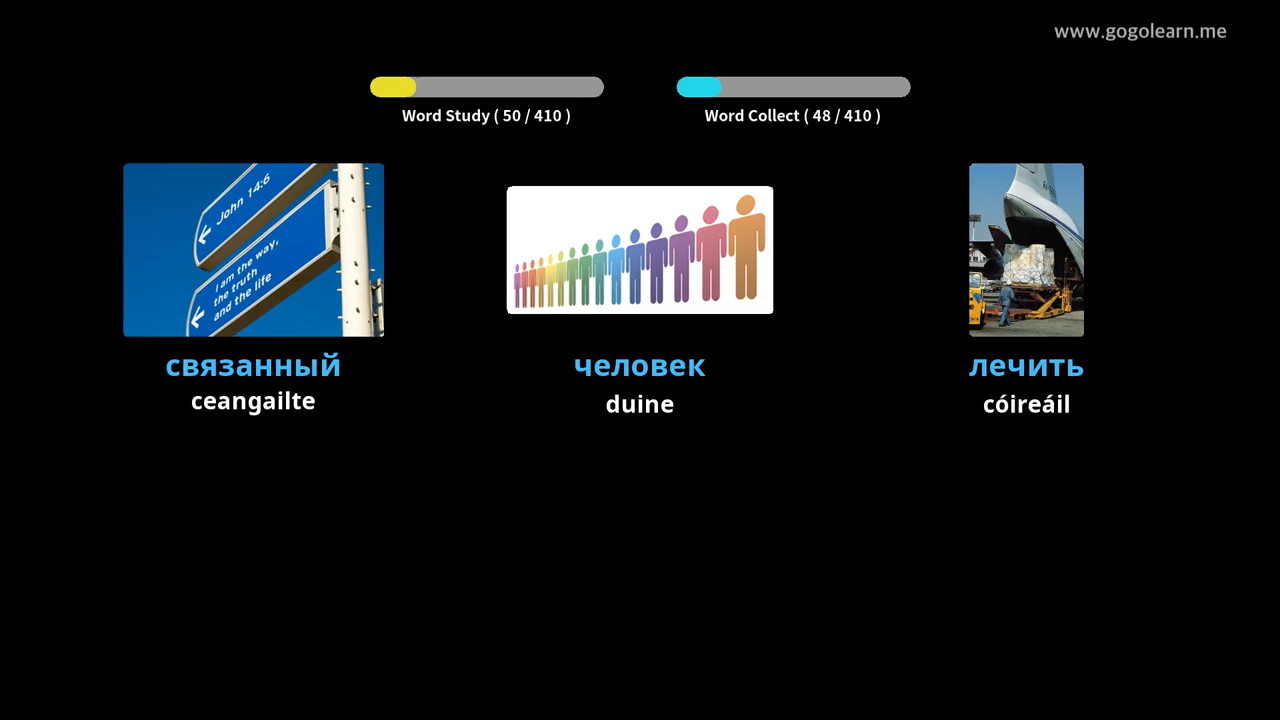 www.gogolearn.me
Word Study ( 50 / 410 )
Word Collect ( 48 / 410 )
John 14:6
I am the way,
the truth
and the life
связанный
человек
лечить
ceangailte
duine
cóireáil